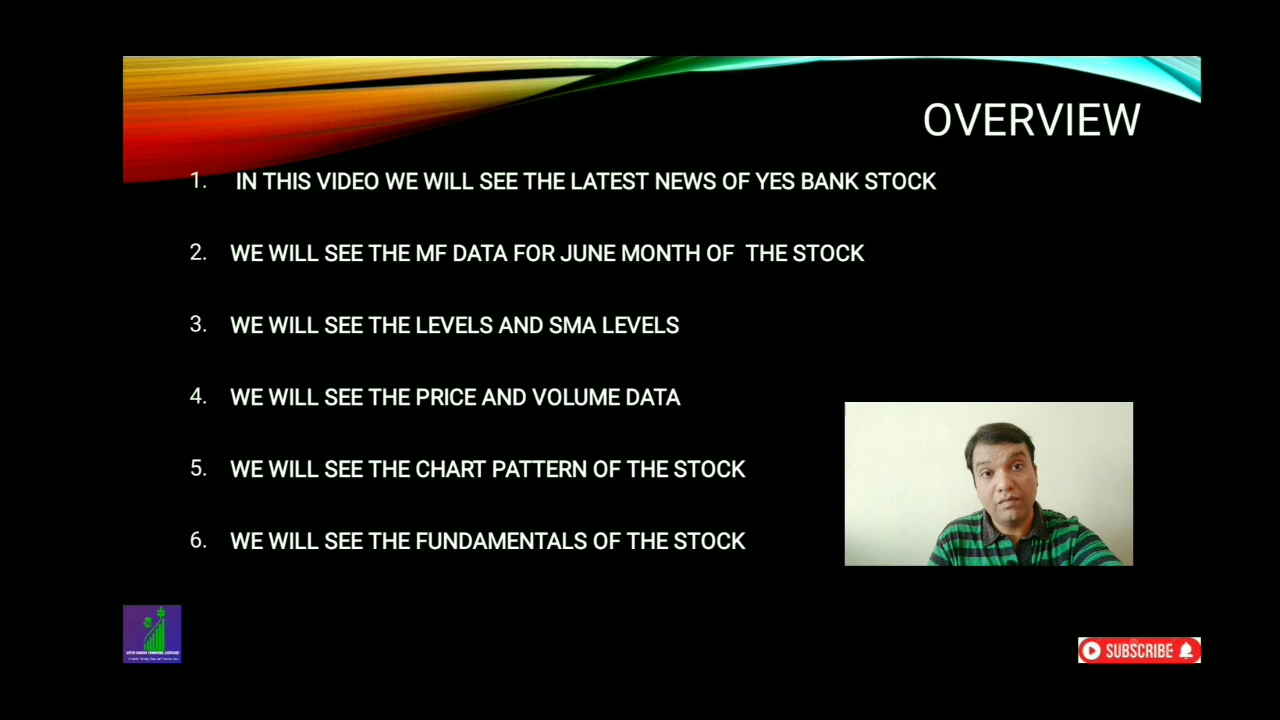 OVERVIEW
1. IN THIS VIDEO WE WILL SEE THE LATEST NEWS OF YES BANK STOCK
2. WE WILL SEE THE MF DATA FOR JUNE MONTH OF THE STOCK
3. WE WILL SEE THE LEVELS AND SMA LEVELS
4. WE WILL SEE THE PRICE AND VOLUME DATA
5. WE WILL SEE THE CHART PATTERN OF THE STOCK
6. WE WILL SEE THE FUNDAMENTALS OF THE STOCK
SUBSCRIBE